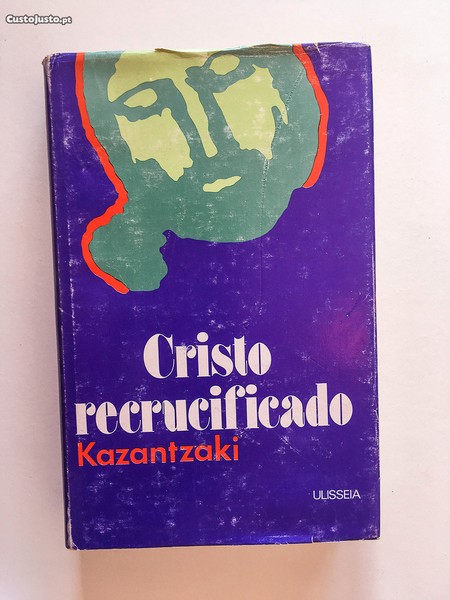 CustoJusto.pt
Cristo
recrucificado
Kazantzaki
ULISSEIA